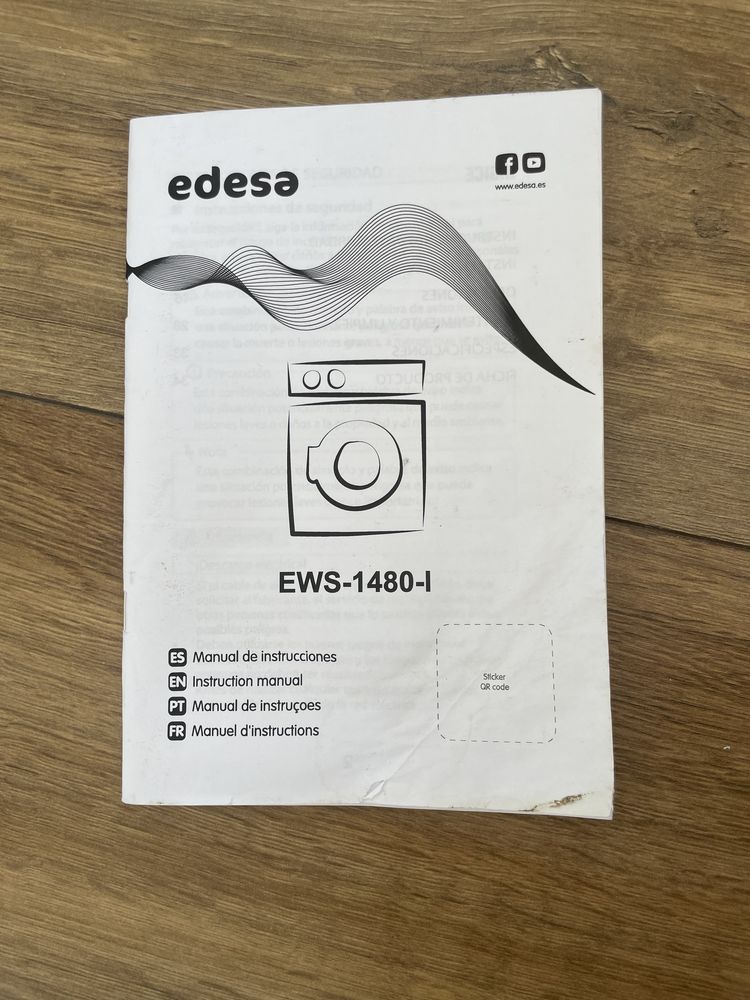 edesa
www.edesa.es
EWS-1480-I
ES Manual de instrucciones
EN Instruction manual
PT Manual de instruçoes
FR Manuel d'instructions
Sticker
QR code